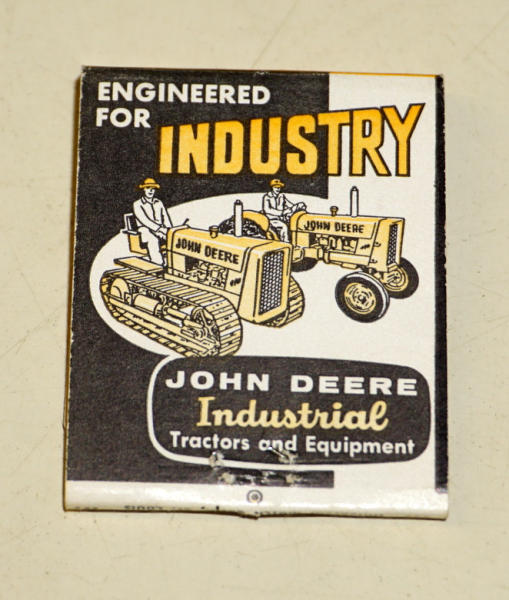 ENGINEERED
FOR
INDUSTRY
JOHN DEERE
JOHN DEERE
JOHN DEERE
Industrial
Tractors and Equipment